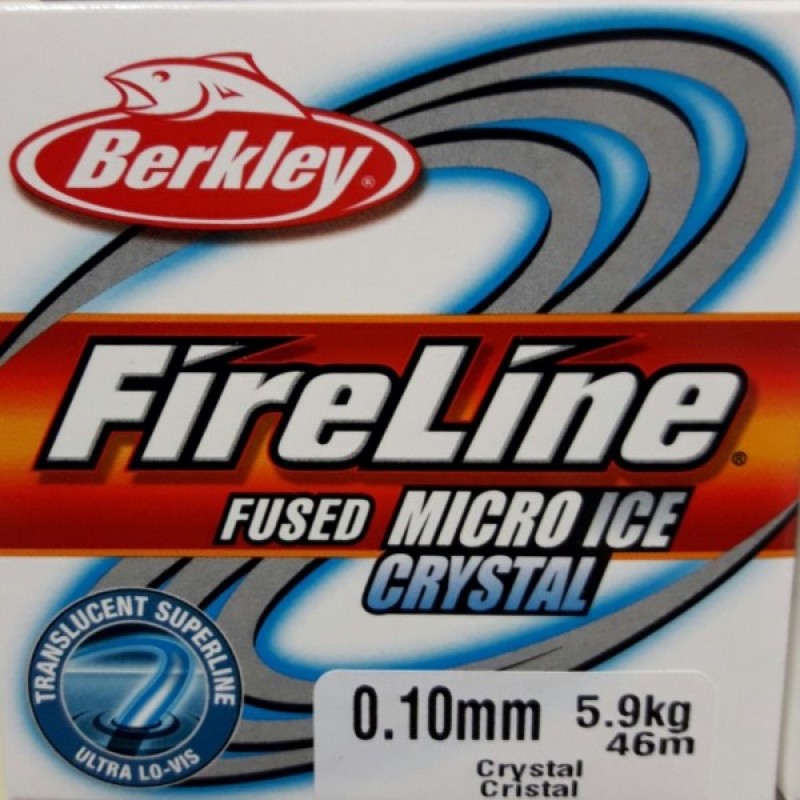 Berkley®
FireLine®
FUSED MICRO ICE
CRYSTAL
TRANSLUCENT SUPERLINE
ULTRA LO-VIS
0.10mm 5.9kg
46m
Crystal
Cristal